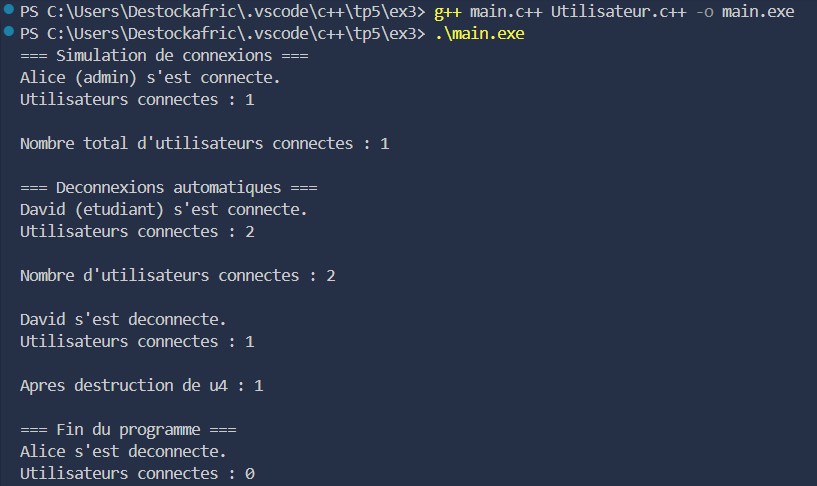 PS C:\Users\Destockafric\.vscode\c++\tp5\ex3> g++ main.c++ Utilisateur.c++ -o main.exe
PS C:\Users\Destockafric\.vscode\c++\tp5\ex3> .\main.exe
=== Simulation de connexions ===
Alice (admin) s'est connecte.
Utilisateurs connectes : 1
Nombre total d'utilisateurs connectes : 1
=== Deconnexions automatiques ===
David (etudiant) s'est connecte.
Utilisateurs connectes : 2
Nombre d'utilisateurs connectes : 2
David s'est deconnecte.
Utilisateurs connectes : 1
Apres destruction de u4 : 1
=== Fin du programme ===
Alice s'est deconnecte.
Utilisateurs connectes : 0